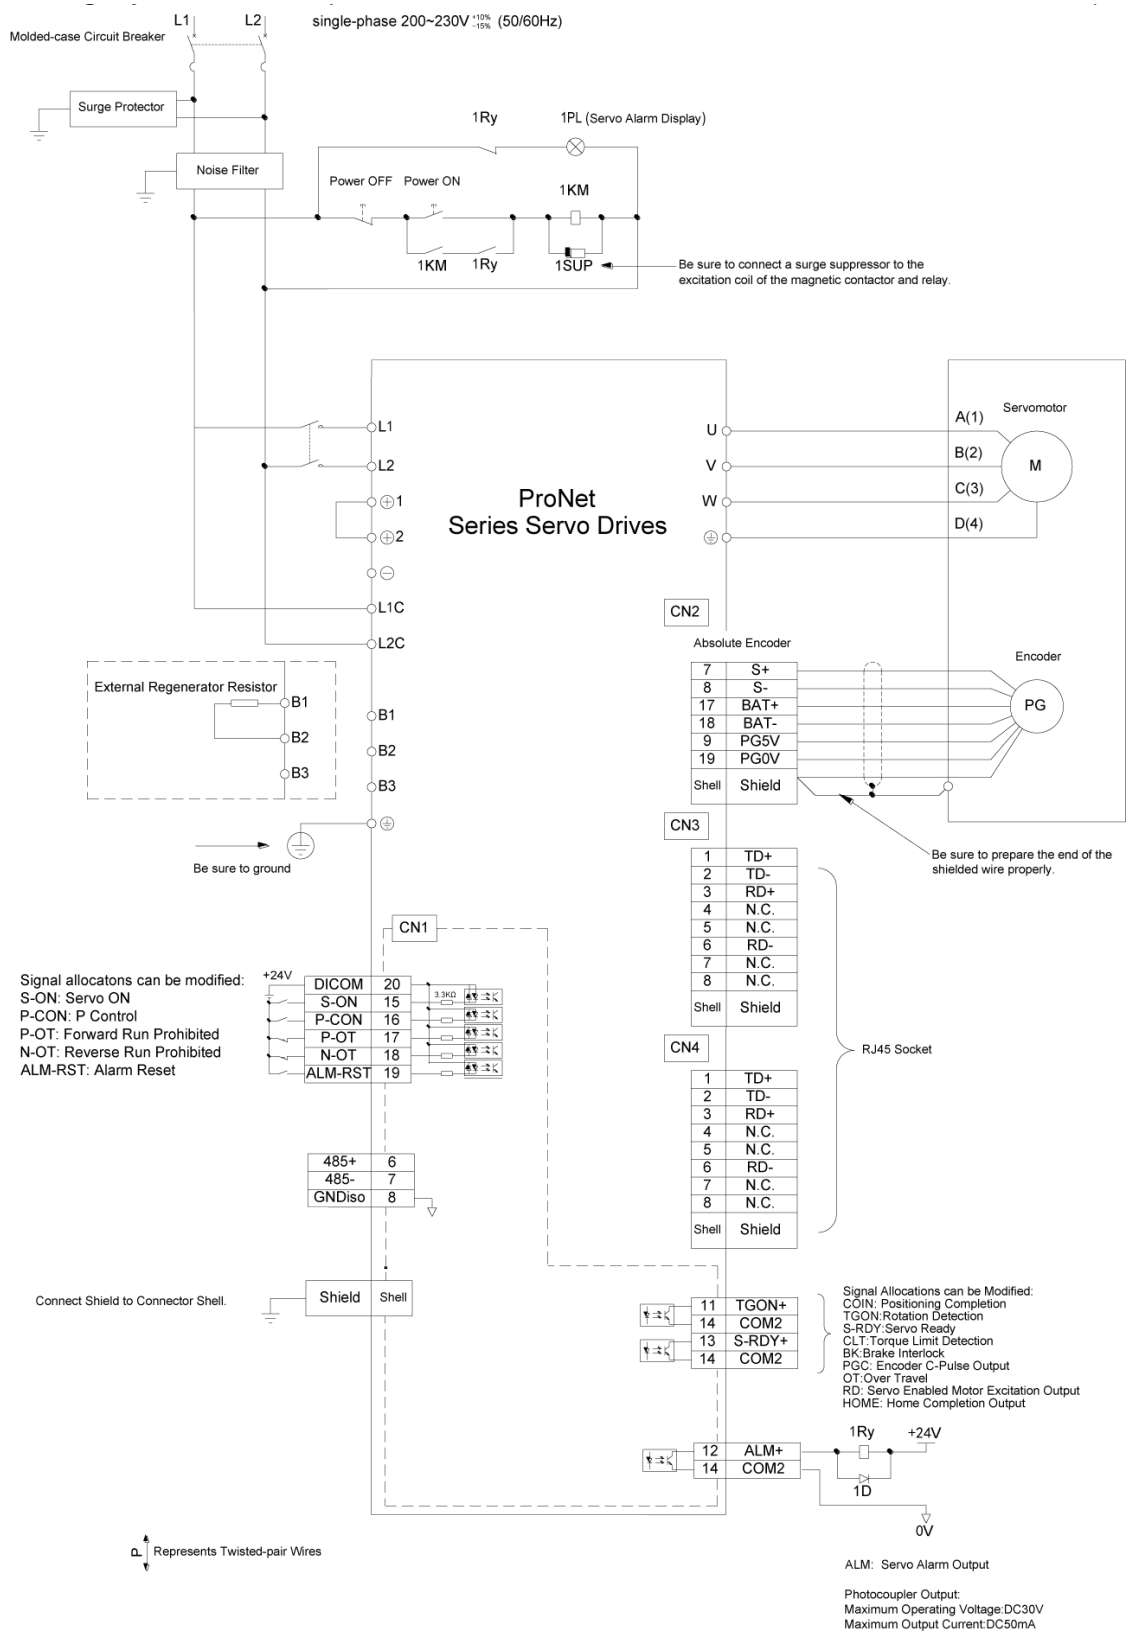 L1 L2 single-phase 200~230V +10% -15% (50/60Hz)
Molded-case Circuit Breaker
Surge Protector
1Ry 1PL (Servo Alarm Display)
Noise Filter
Power OFF Power ON
1KM
1KM 1Ry 1SUP
Be sure to connect a surge suppressor to the
excitation coil of the magnetic contactor and relay.
L1
L2
⊕1
⊕2
⊖
L1C
L2C
ProNet
Series Servo Drives
U
V
W
A(1)
B(2)
C(3)
D(4)
Servomotor
M
External Regenerator Resistor
B1
B2
B3
B1
B2
B3
Be sure to ground
CN2
Absolute Encoder
7 S+
8 S-
17 BAT+
18 BAT-
9 PG5V
19 PG0V
Shell Shield
Encoder
PG
Be sure to prepare the end of the
shielded wire properly.
CN3
1 TD+
2 TD-
3 RD+
4 N.C.
5 N.C.
6 RD-
7 N.C.
8 N.C.
Shell Shield
CN4
1 TD+
2 TD-
3 RD+
4 N.C.
5 N.C.
6 RD-
7 N.C.
8 N.C.
Shell Shield
RJ45 Socket
CN1
Signal allocatons can be modified:
S-ON: Servo ON
P-CON: P Control
P-OT: Forward Run Prohibited
N-OT: Reverse Run Prohibited
ALM-RST: Alarm Reset
+24V
DICOM 20
S-ON 15
P-CON 16
P-OT 17
N-OT 18
ALM-RST 19
3.3KΩ
485+ 6
485- 7
GNDiso 8
Connect Shield to Connector Shell.
Shield Shell
11 TGON+
14 COM2
13 S-RDY+
14 COM2
Signal Allocations can be Modified:
COIN: Positioning Completion
TGON:Rotation Detection
S-RDY:Servo Ready
CLT:Torque Limit Detection
BK:Brake Interlock
PGC: Encoder C-Pulse Output
OT:Over Travel
RD: Servo Enabled Motor Excitation Output
HOME: Home Completion Output
12 ALM+
14 COM2
1Ry +24V
1D
0V
P Represents Twisted-pair Wires
ALM: Servo Alarm Output
Photocoupler Output:
Maximum Operating Voltage:DC30V
Maximum Output Current:DC50mA